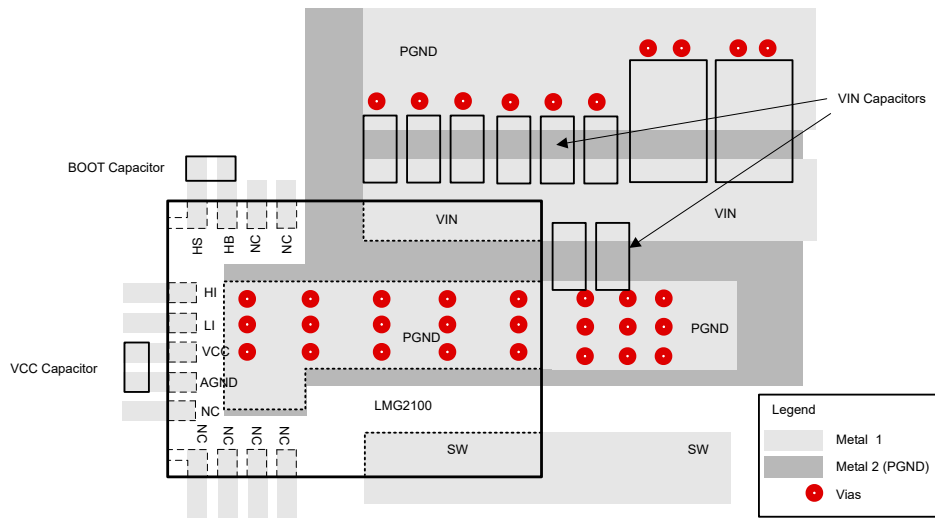 PGND
VIN Capacitors
BOOT Capacitor
VIN
VIN
HS
HB
NC
NC
HI
LI
VCC
AGND
NC
VCC Capacitor
PGND
PGND
LMG2100
NC
NC
NC
NC
SW
SW
Legend
Metal 1
Metal 2 (PGND)
Vias